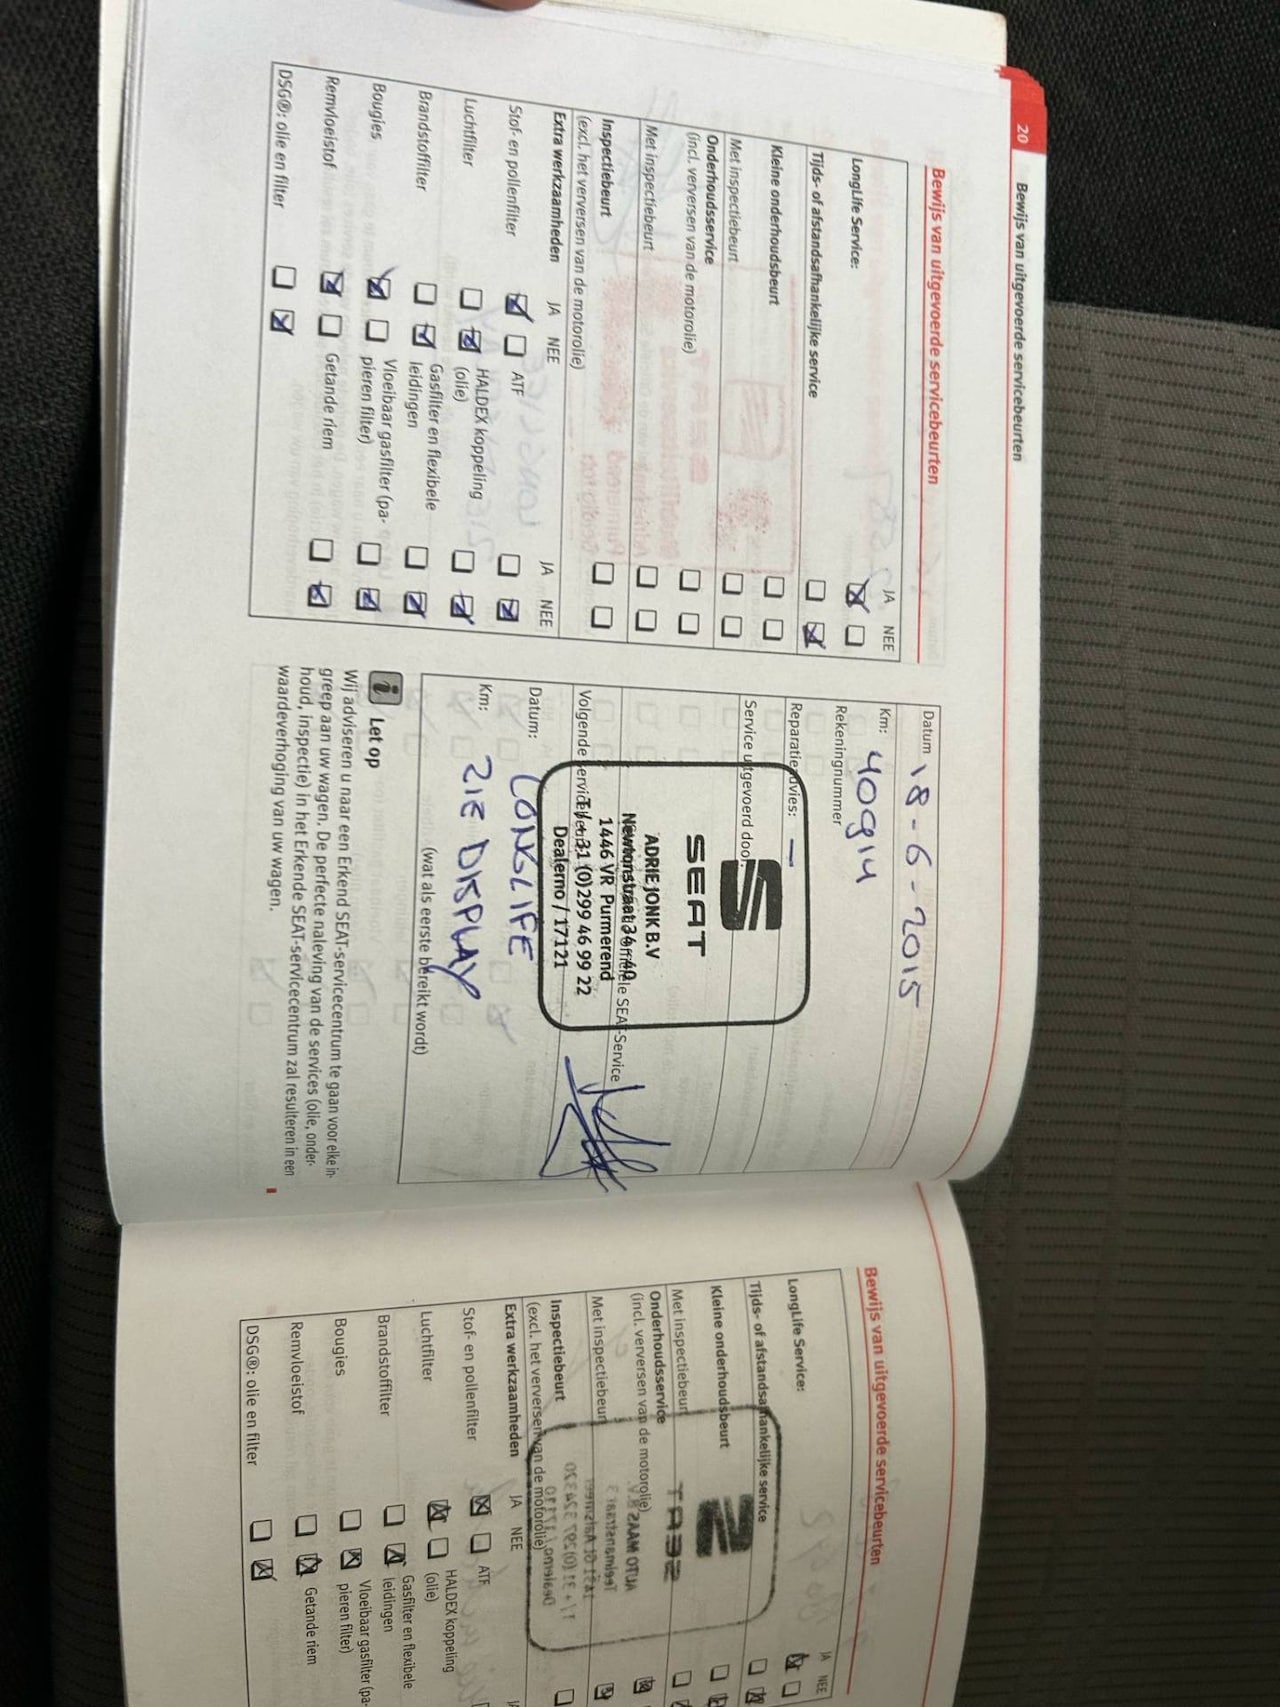 20
Bewijs van uitgevoerde servicebeurten
Bewijs van uitgevoerde servicebeurten
JA NEE
LongLife Service:
Tijds- of afstandsafhankelijke service
Kleine onderhoudsbeurt
Met inspectiebeurt
Onderhoudsservice
(incl. verversen van de motorolie)
Met inspectiebeurt
Inspectiebeurt
(excl. het verversen van de motorolie)
Extra werkzaamheden JA NEE JA NEE
Stof- en pollenfilter ATF
Luchtfilter HALDEX koppeling
(olie)
Brandstoffilter Gasfilter en flexibele
leidingen
Bougies Vloeibaar gasfilter (pa-
pieren filter)
Remvloeistof Getande riem
DSG®: olie en filter
Datum 18-6-2015
Km: 40914
Rekeningnummer
Reparatieadvies: —
Service uitgevoerd door:
SEAT
ADRIE JONK B.V
Newtonstraat 34-40
1446 VR Purmerend
T/ +31 (0)299 46 99 22
Dealerno / 17121
SEAT-Service
Volgende service
Datum: LONGLIFE
Km: ZIE DISPLAY
(wat als eerste bereikt wordt)
Let op
Wij adviseren u naar een Erkend SEAT-servicecentrum te gaan voor elke in-
greep aan uw wagen. De perfecte naleving van de services (olie, onder-
houd, inspectie) in het Erkende SEAT-servicecentrum zal resulteren in een
waardeverhoging van uw wagen.
Bewijs van uitgevoerde servicebeurten
JA NEE
LongLife Service:
Tijds- of afstandsafhankelijke service
Kleine onderhoudsbeurt
Met inspectiebeurt
Onderhoudsservice
(incl. verversen van de motorolie)
Met inspectiebeurt
Inspectiebeurt
(excl. het verversen van de motorolie)
Extra werkzaamheden JA NEE
Stof- en pollenfilter ATF
Luchtfilter HALDEX koppeling
(olie)
Brandstoffilter Gasfilter en flexibele
leidingen
Bougies Vloeibaar gasfilter (pa-
pieren filter)
Remvloeistof Getande riem
DSG®: olie en filter